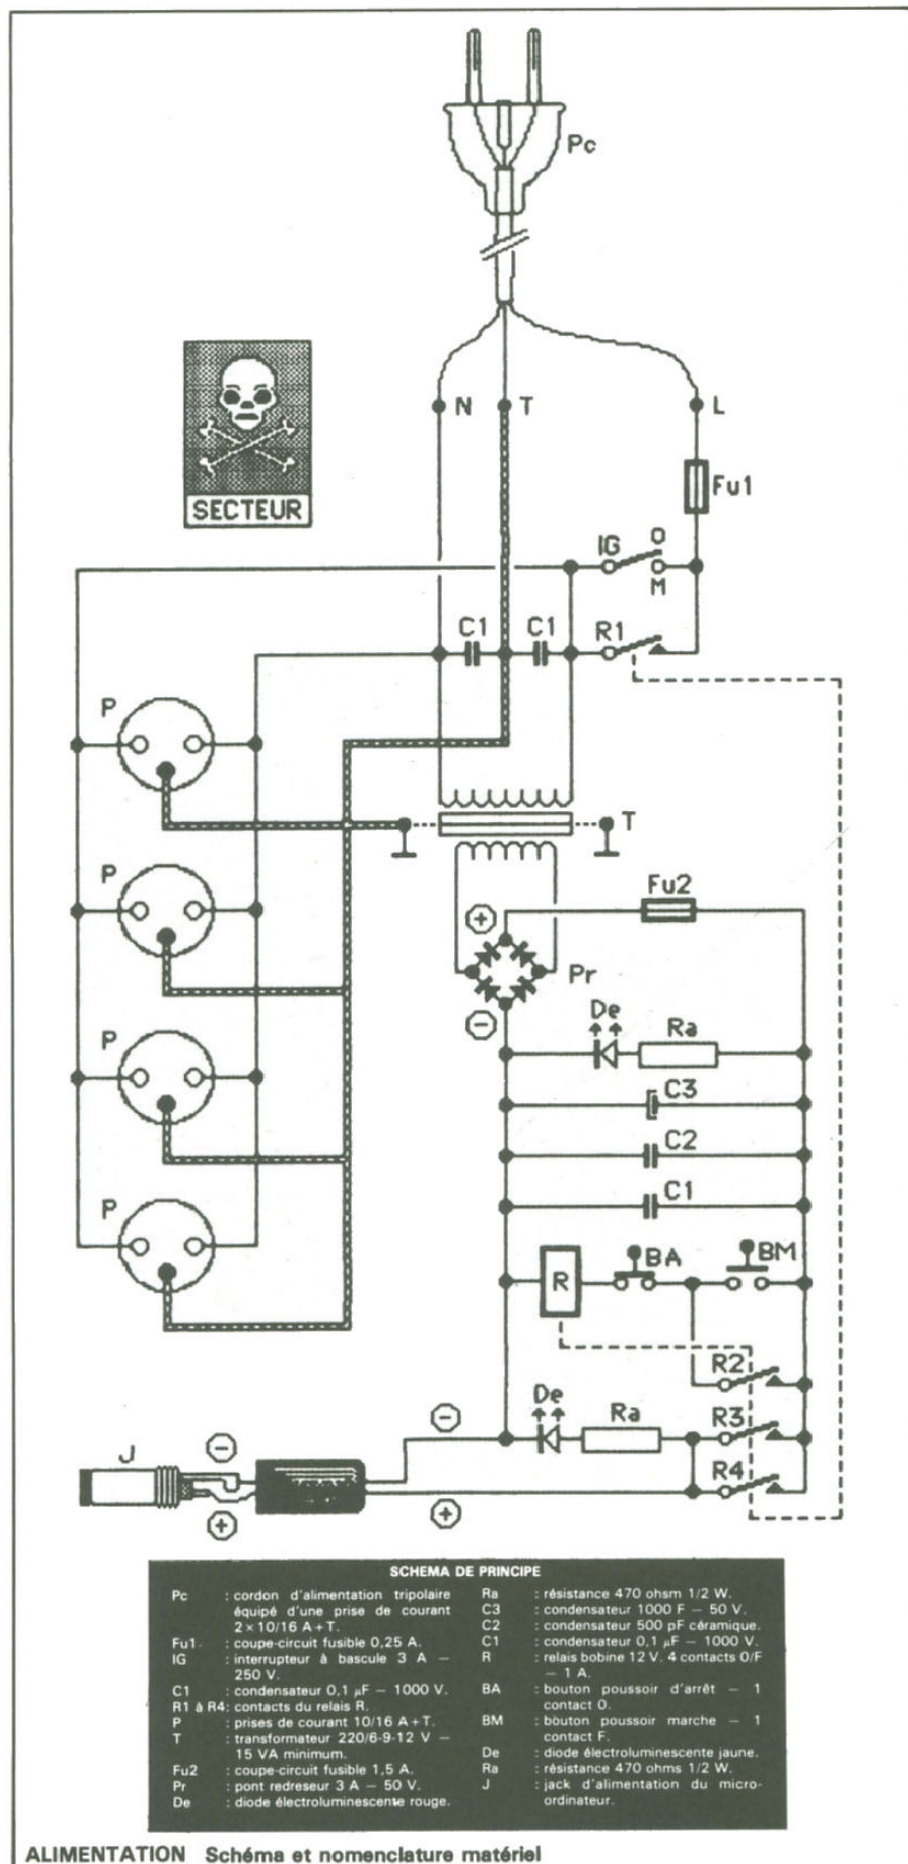 Pc
N
T
L
Fu1
SECTEUR
IG
O
M
C1
C1
R1
P
T
P
Fu2
+
Pr
-
De
Ra
P
C3
C2
C1
P
R
BA
BM
R2
De
Ra
R3
-
J
-
R4
+
+
SCHEMA DE PRINCIPE
Pc : cordon d'alimentation tripolaire
équipé d'une prise de courant
2 × 10/16 A + T.
Fu1 : coupe-circuit fusible 0,25 A.
IG : interrupteur à bascule 3 A –
250 V.
C1 : condensateur 0,1 µF – 1000 V.
R1 à R4: contacts du relais R.
P : prises de courant 10/16 A + T.
T : transformateur 220/6-9-12 V –
15 VA minimum.
Fu2 : coupe-circuit fusible 1,5 A.
Pr : pont redreseur 3 A – 50 V.
De : diode électroluminescente rouge.
Ra : résistance 470 ohsm 1/2 W.
C3 : condensateur 1000 F – 50 V.
C2 : condensateur 500 pF céramique.
C1 : condensateur 0,1 µF – 1000 V.
R : relais bobine 12 V. 4 contacts O/F
– 1 A.
BA : bouton poussoir d'arrêt – 1
contact O.
BM : bouton poussoir marche – 1
contact F.
De : diode électroluminescente jaune.
Ra : résistance 470 ohms 1/2 W.
J : jack d'alimentation du micro-
ordinateur.
ALIMENTATION Schéma et nomenclature matériel